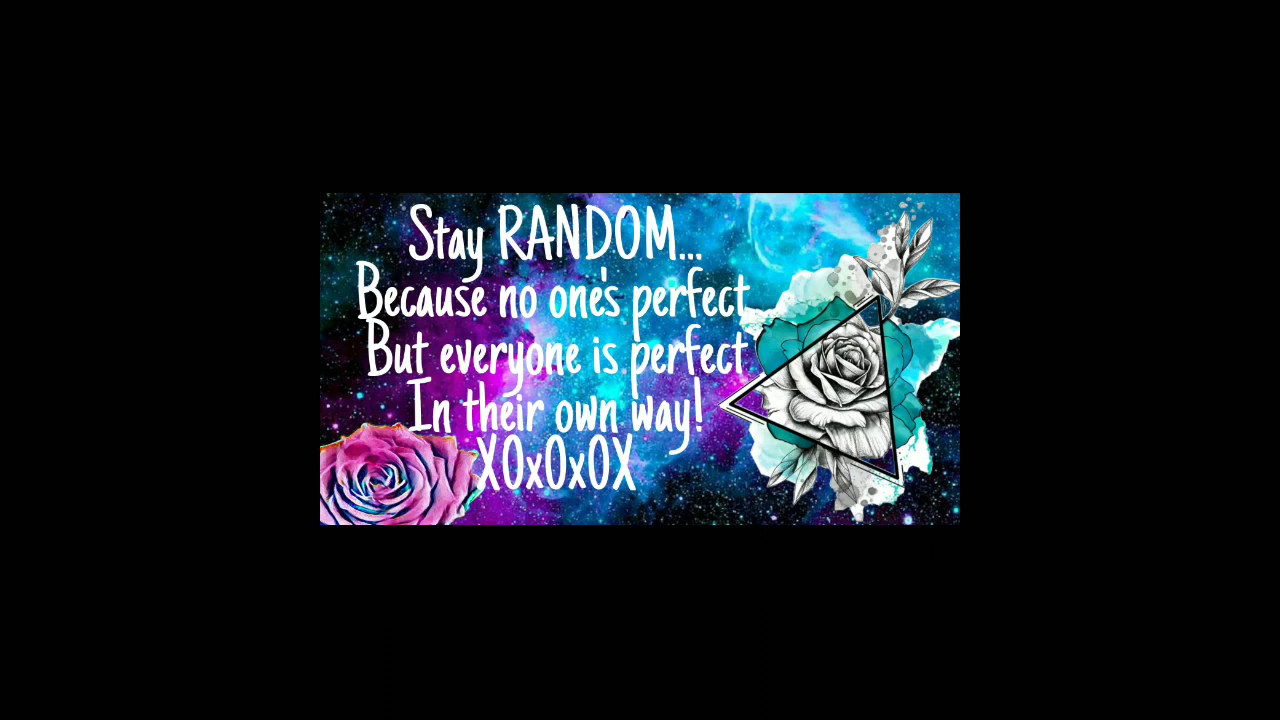 Stay RANDOM...
Because no one's perfect
But everyone is perfect
In their own way!
XOxOxOX